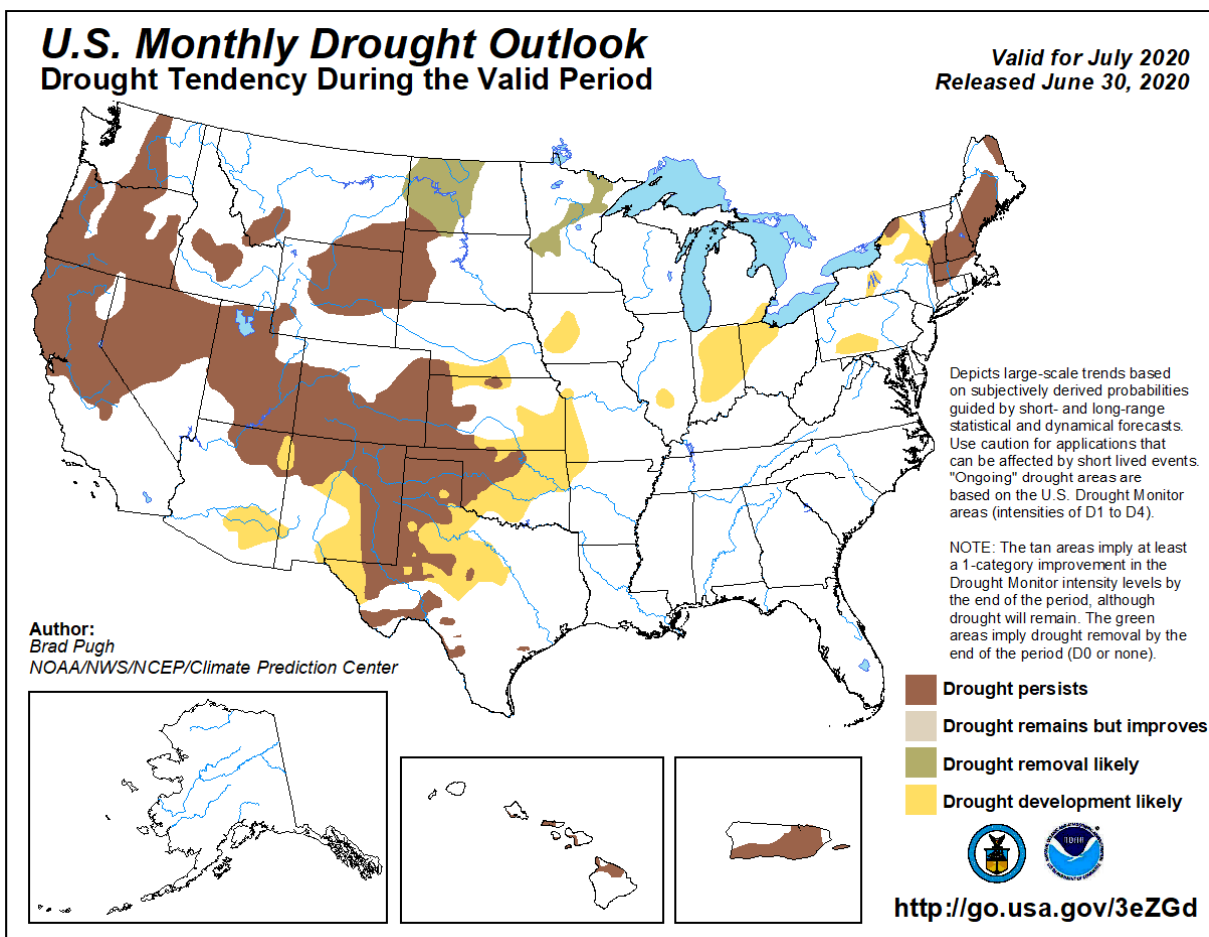 U.S. Monthly Drought Outlook
Drought Tendency During the Valid Period
Valid for July 2020
Released June 30, 2020
Depicts large-scale trends based
on subjectively derived probabilities
guided by short- and long-range
statistical and dynamical forecasts.
Use caution for applications that
can be affected by short lived events.
"Ongoing" drought areas are
based on the U.S. Drought Monitor
areas (intensities of D1 to D4).
NOTE: The tan areas imply at least
a 1-category improvement in the
Drought Monitor intensity levels by
the end of the period, although
drought will remain. The green
areas imply drought removal by the
end of the period (D0 or none).
Author:
Brad Pugh
NOAA/NWS/NCEP/Climate Prediction Center
Drought persists
Drought remains but improves
Drought removal likely
Drought development likely
http://go.usa.gov/3eZGd